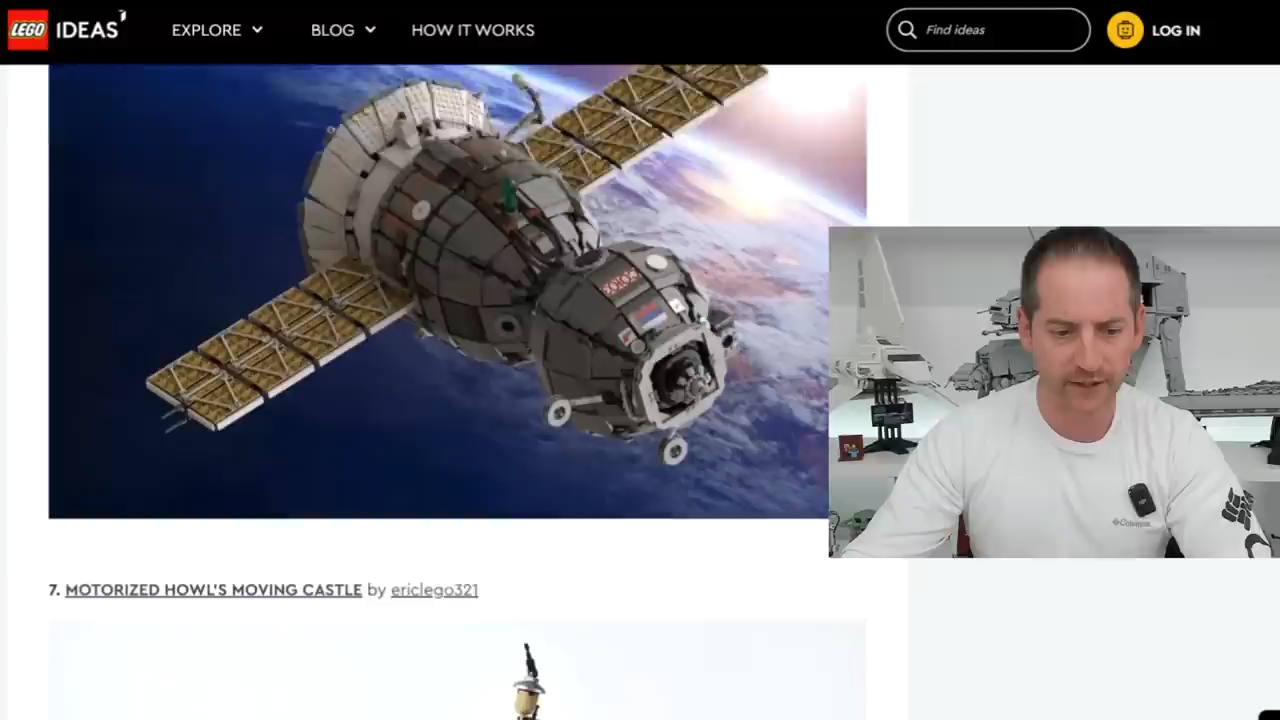 LEGO IDEAS EXPLORE BLOG HOW IT WORKS Find ideas LOG IN
7. MOTORIZED HOWL'S MOVING CASTLE by ericlego321
Columbia